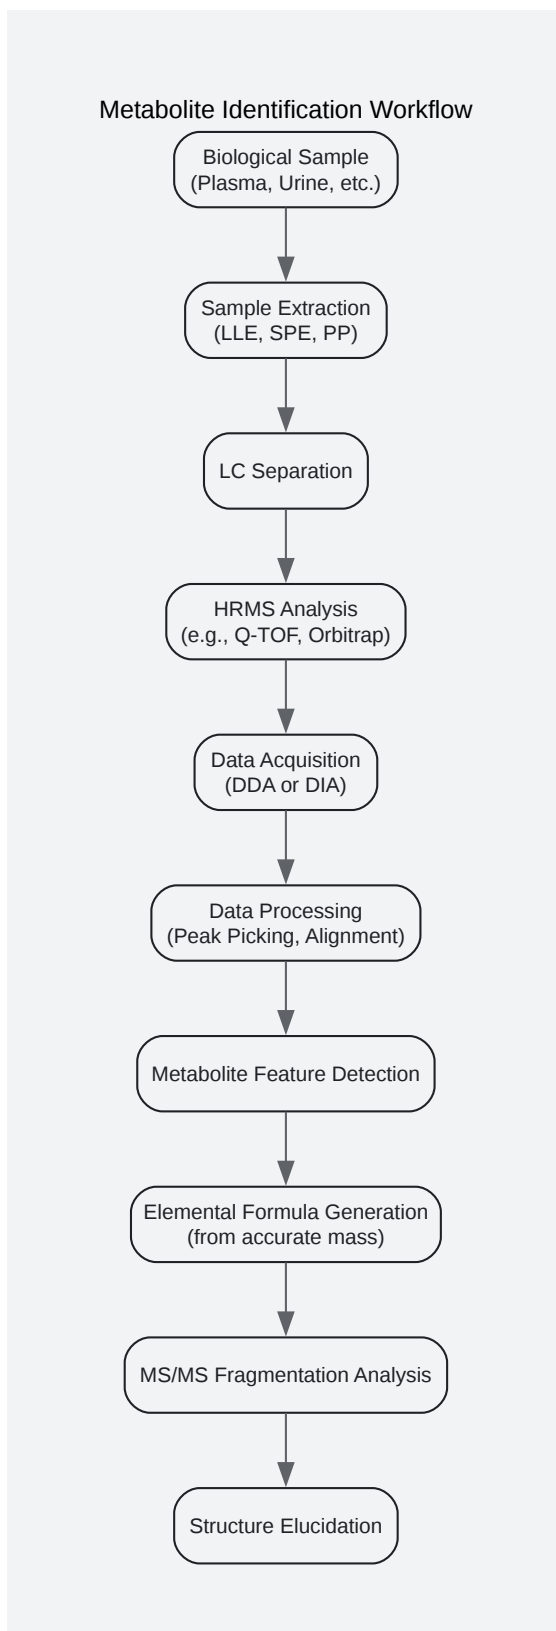 Metabolite Identification Workflow
Biological Sample
(Plasma, Urine, etc.)
Sample Extraction
(LLE, SPE, PP)
LC Separation
HRMS Analysis
(e.g., Q-TOF, Orbitrap)
Data Acquisition
(DDA or DIA)
Data Processing
(Peak Picking, Alignment)
Metabolite Feature Detection
Elemental Formula Generation
(from accurate mass)
MS/MS Fragmentation Analysis
Structure Elucidation